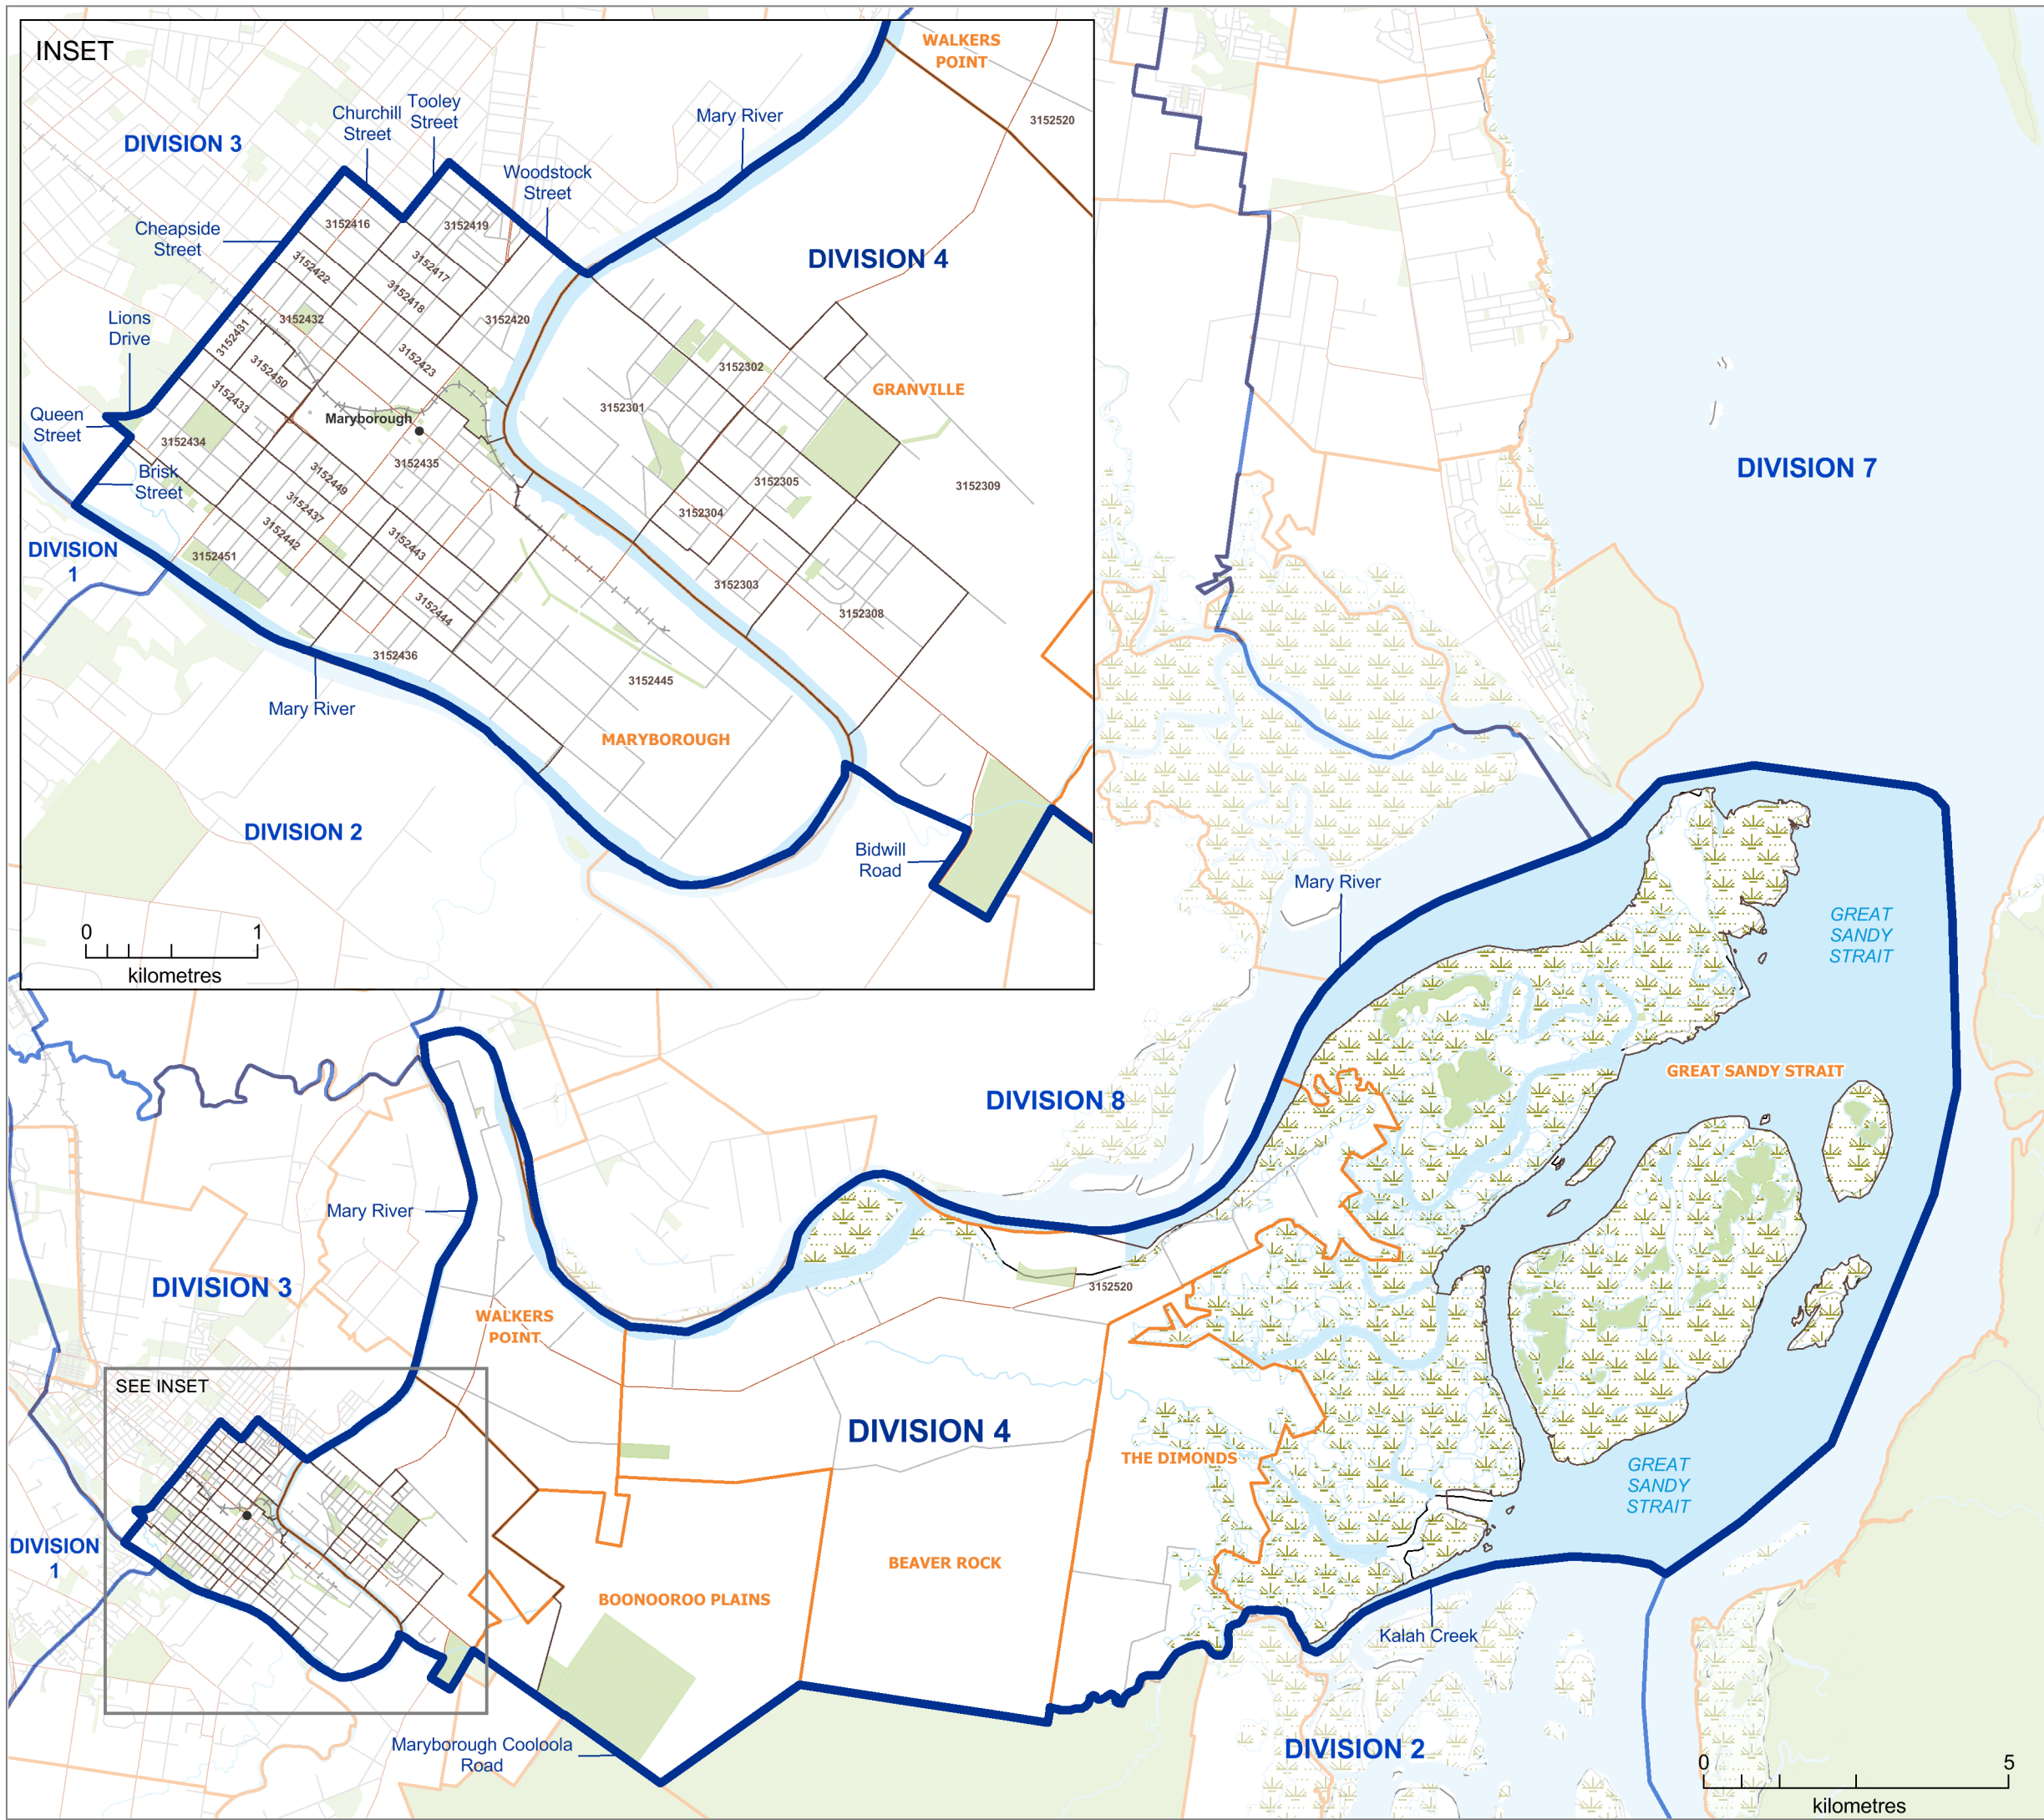 INSET
WALKERS
POINT
3152520
Churchill
Street
Tooley
Street
Mary River
DIVISION 3
Woodstock
Street
Cheapside
Street
3152416
3152419
DIVISION 4
3152422
3152417
3152418
Lions
Drive
3152432
3152420
3152431
3152423
3152450
3152302
GRANVILLE
3152433
3152301
Queen
Street
Maryborough
3152434
3152435
Brisk
Street
3152449
3152305
3152309
3152437
3152304
3152442
3152443
DIVISION
1
3152451
3152303
3152444
3152308
3152436
3152445
Mary River
MARYBOROUGH
DIVISION 2
Bidwill
Road
0 1
kilometres
DIVISION 7
Mary River
GREAT
SANDY
STRAIT
GREAT SANDY STRAIT
DIVISION 8
Mary River
DIVISION 3
WALKERS
POINT
3152520
SEE INSET
DIVISION 4
THE DIMONDS
GREAT
SANDY
STRAIT
DIVISION
1
BEAVER ROCK
BOONOOROO PLAINS
Kalah Creek
Maryborough Cooloola
Road
DIVISION 2
0 5
kilometres